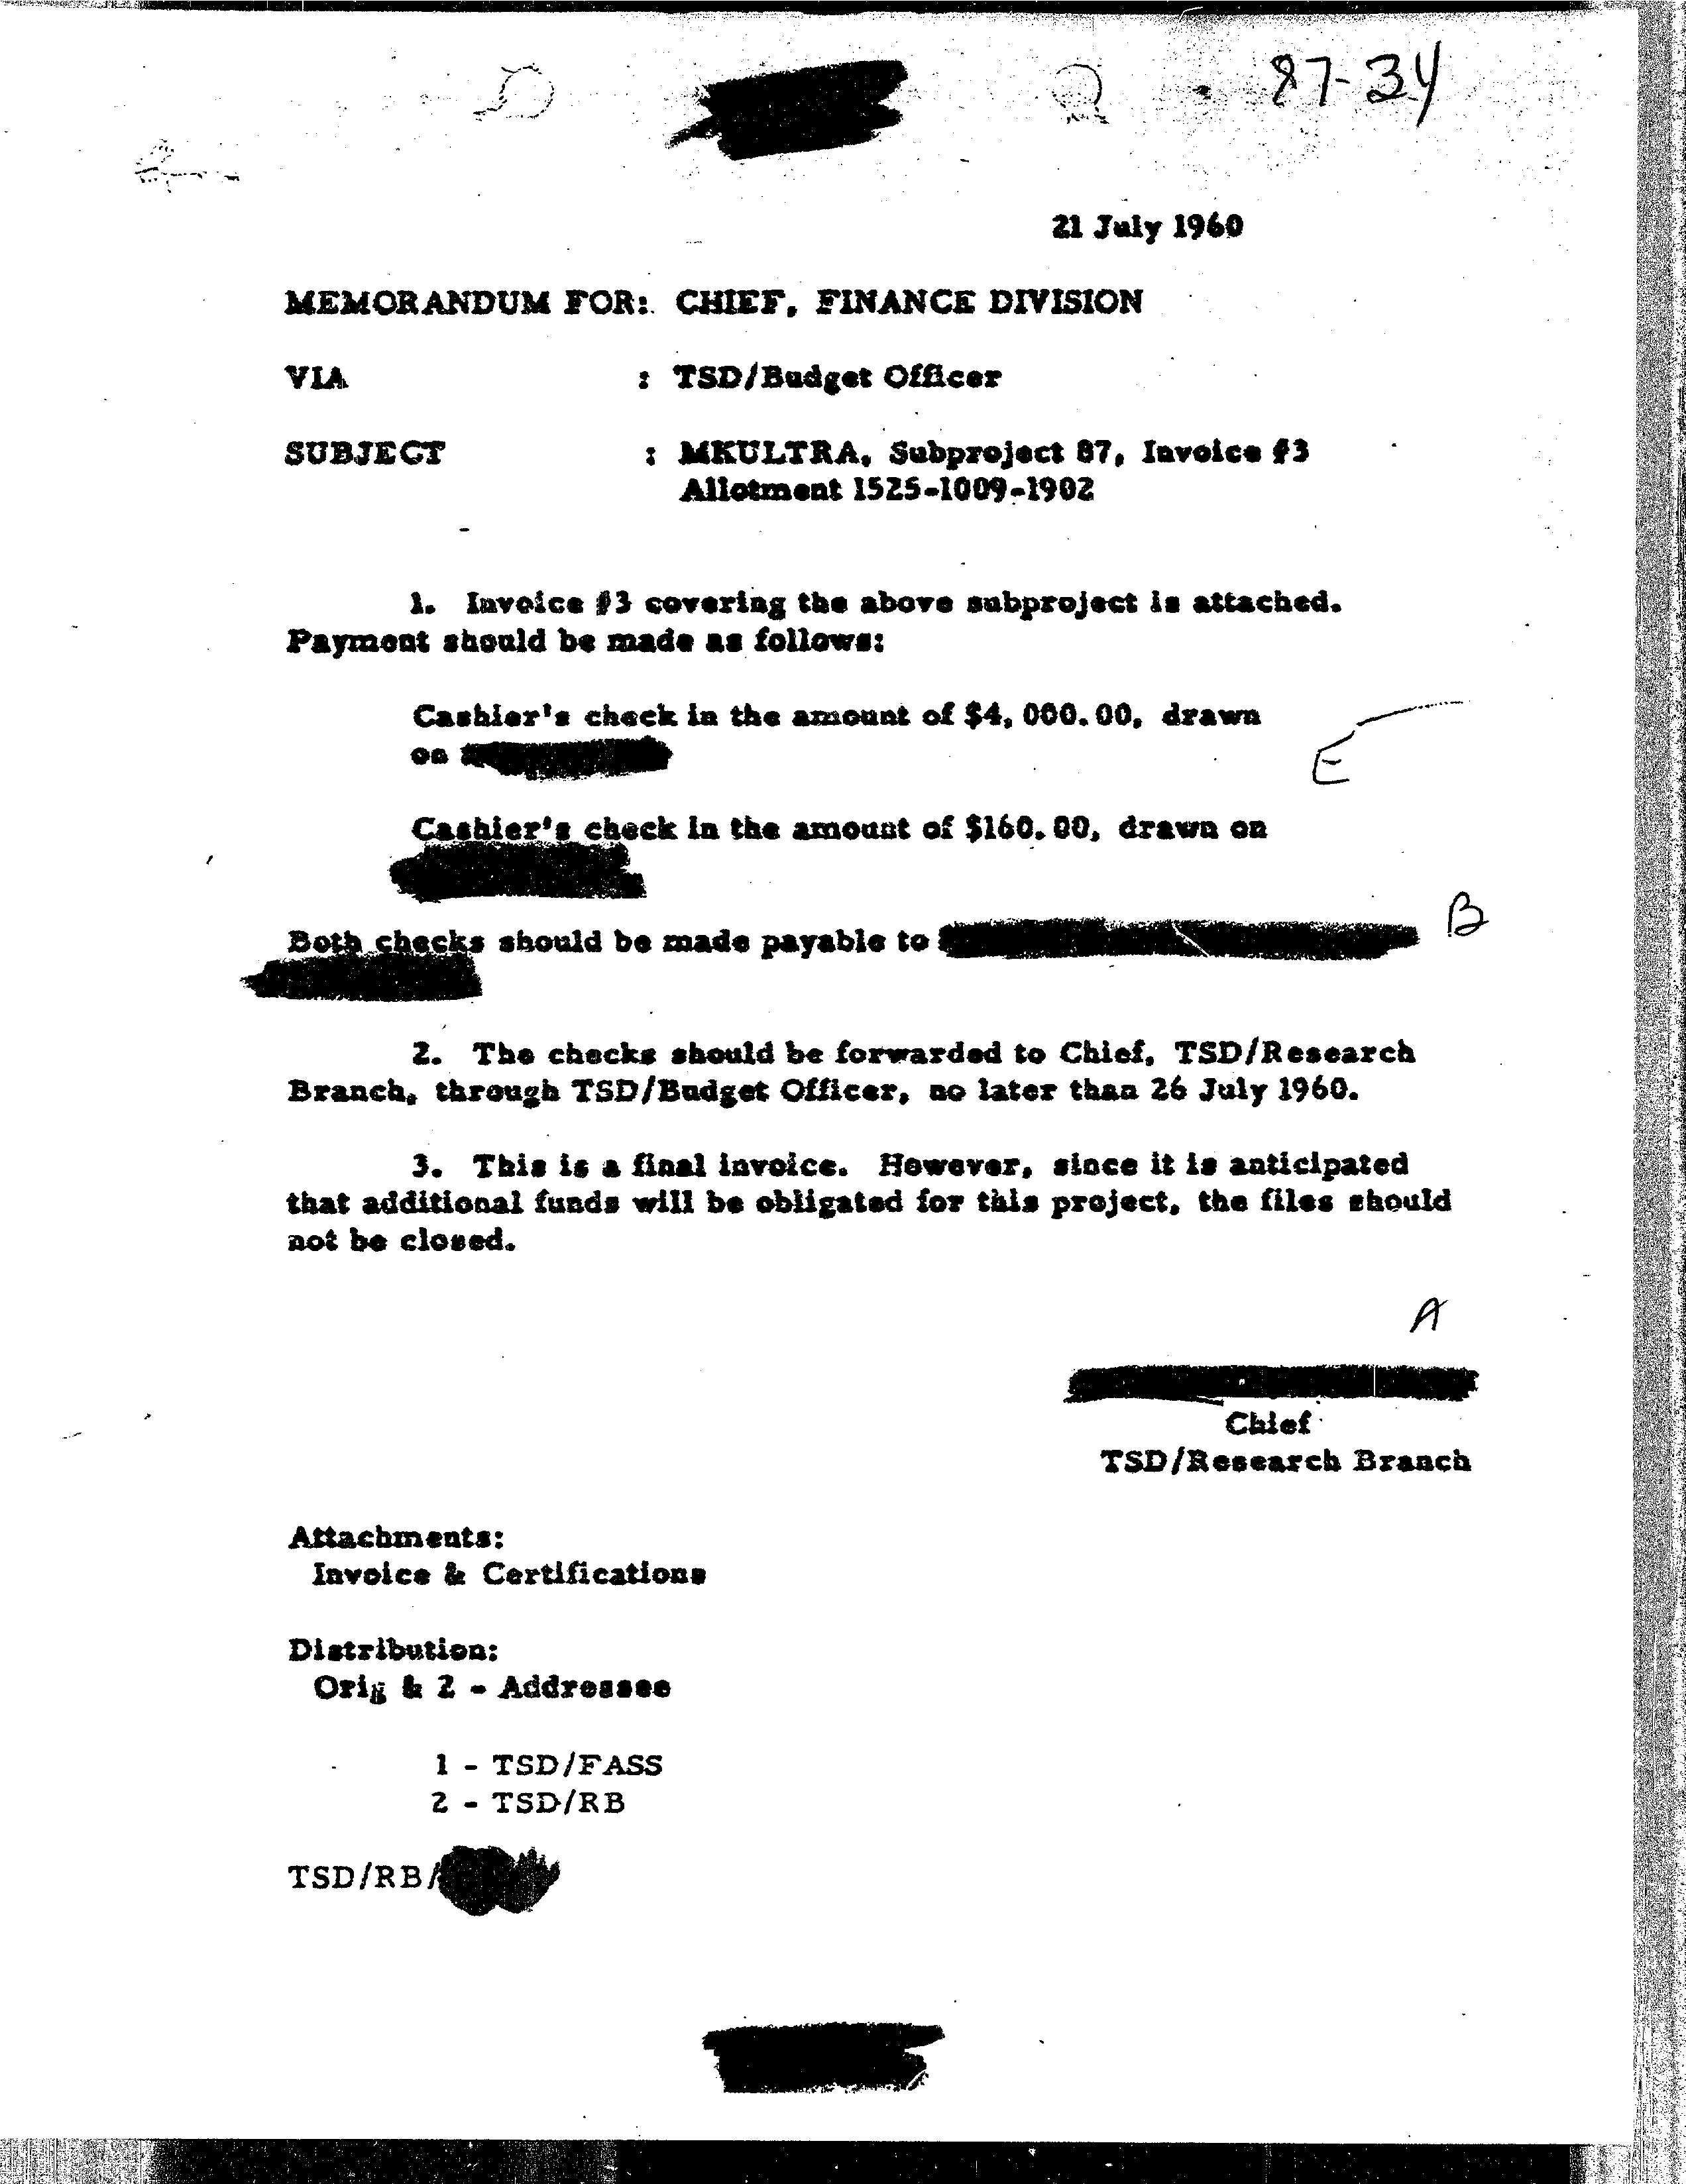 87-34
21 July 1960
MEMORANDUM FOR: CHIEF, FINANCE DIVISION
VIA : TSD/Budget Officer
SUBJECT : MKULTRA, Subproject 87, Invoice #3
Allotment 1525-1009-1902
1. Invoice #3 covering the above subproject is attached.
Payment should be made as follows:
Cashier's check in the amount of $4,000.00, drawn
on
E
Cashier's check in the amount of $160.00, drawn on
Both checks should be made payable to
B
2. The checks should be forwarded to Chief, TSD/Research
Branch, through TSD/Budget Officer, no later than 26 July 1960.
3. This is a final invoice. However, since it is anticipated
that additional funds will be obligated for this project, the files should
not be closed.
A
Chief
TSD/Research Branch
Attachments:
Invoice & Certifications
Distribution:
Orig & 2 - Addressee
1 - TSD/FASS
2 - TSD/RB
TSD/RB/